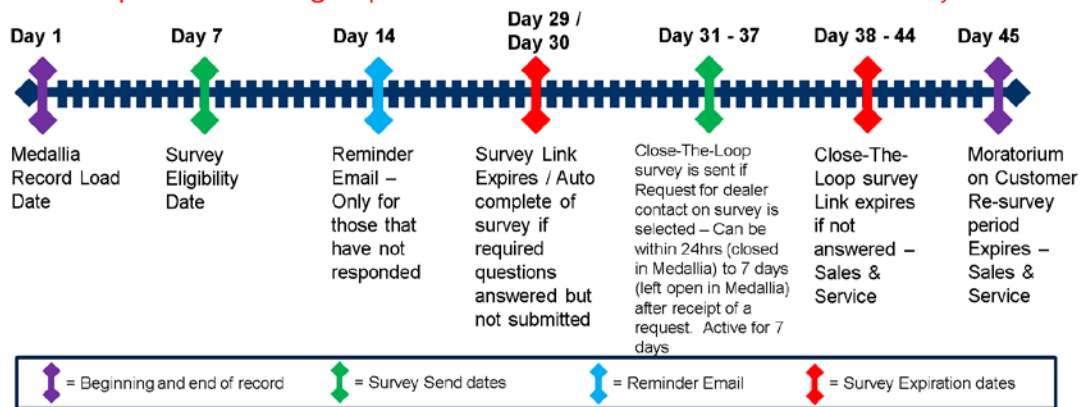 Day 1
Day 7
Day 14
Day 29 /
Day 30
Day 31 - 37
Day 38 - 44
Day 45
Medallia
Record Load
Date
Survey
Eligibility
Date
Reminder
Email –
Only for
those that
have not
responded
Survey Link
Expires / Auto
complete of
survey if
required
questions
answered but
not submitted
Close-The-Loop
survey is sent if
Request for dealer
contact on survey is
selected – Can be
within 24hrs (closed
in Medallia) to 7 days
(left open in Medallia)
after receipt of a
request. Active for 7
days
Close-The-
Loop survey
Link expires
if not
answered –
Sales &
Service
Moratorium
on Customer
Re-survey
period
Expires –
Sales &
Service
= Beginning and end of record
= Survey Send dates
= Reminder Email
= Survey Expiration dates